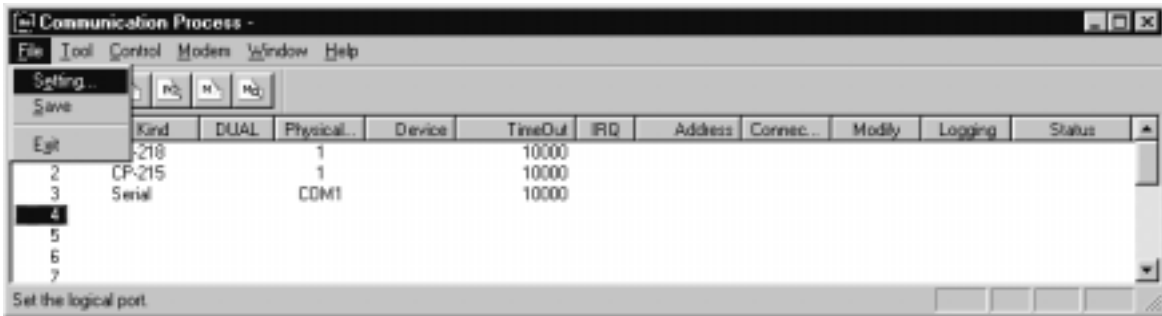 Communication Process -
File Tool Control Modem Window Help
Setting...
Save
Exit
Kind DUAL Physical... Device TimeOut IRQ Address Connec... Modify Logging Status
-218 1 10000
2 CP-215 1 10000
3 Serial COM1 10000
4
5
6
7
Set the logical port.